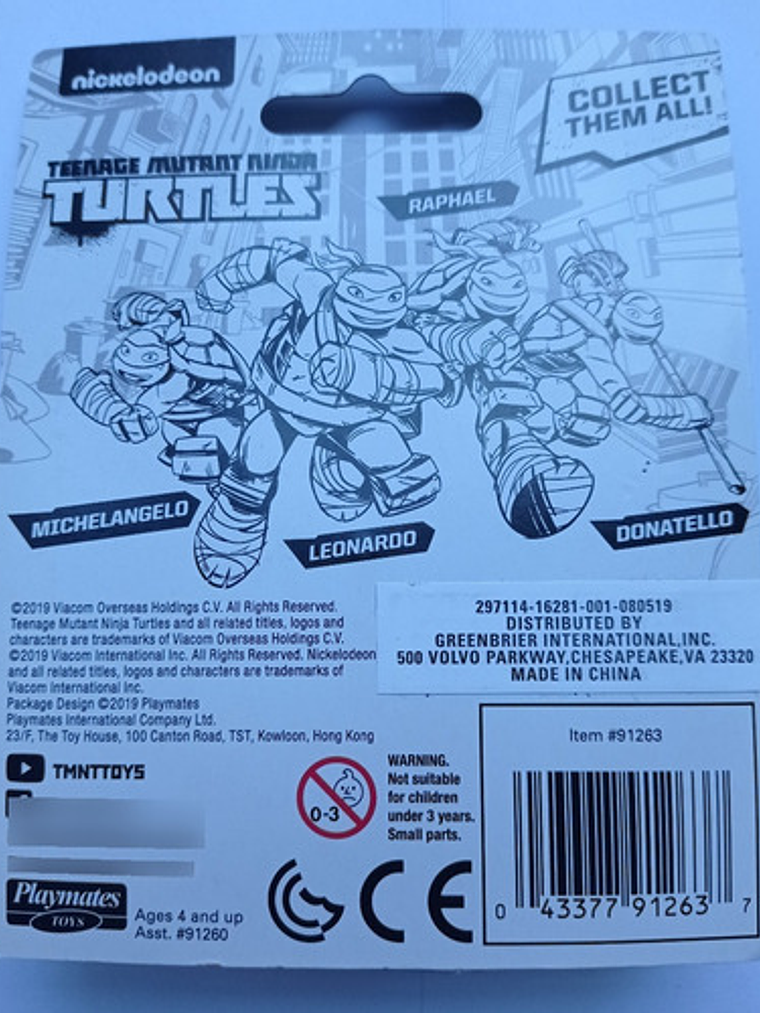 nickelodeon
COLLECT
THEM ALL!
TEENAGE MUTANT NINJA
TURTLES
RAPHAEL
MICHELANGELO
LEONARDO
DONATELLO
©2019 Viacom Overseas Holdings C.V. All Rights Reserved.
Teenage Mutant Ninja Turtles and all related titles, logos and
characters are trademarks of Viacom Overseas Holdings C.V.
©2019 Viacom International Inc. All Rights Reserved. Nickelodeon
and all related titles, logos and characters are trademarks of
Viacom International Inc.
Package Design ©2019 Playmates
Playmates International Company Ltd.
23/F, The Toy House, 100 Canton Road, TST, Kowloon, Hong Kong
297114-16281-001-080519
DISTRIBUTED BY
GREENBRIER INTERNATIONAL,INC.
500 VOLVO PARKWAY,CHESAPEAKE,VA 23320
MADE IN CHINA
TMNTTOYS
0-3
WARNING.
Not suitable
for children
under 3 years.
Small parts.
Item #91263
0 43377 91263 7
Playmates
TOYS
Ages 4 and up
Asst. #91260
CE